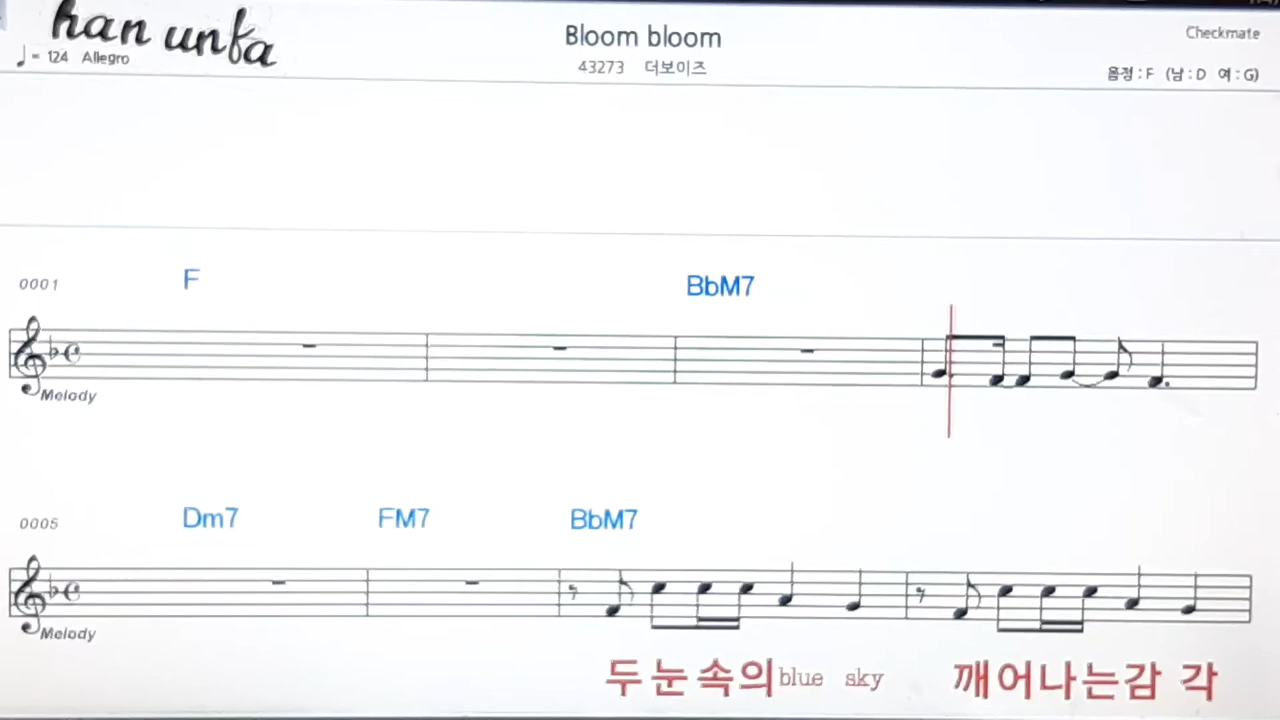 han unfa
Bloom bloom
Checkmate
♩= 124 Allegro
43273 더보이즈
음정 : F (남 : D 여 : G)
0001
F
BbM7
Melody
0005
Dm7 FM7 BbM7
Melody
두 눈 속의 blue sky 깨어나는감 각